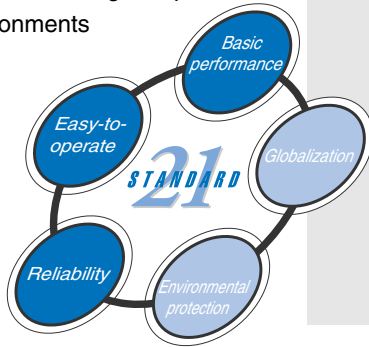 onments
Basic
performance
Easy-to-
operate
Globalization
STANDARD
21
Reliability
Environmental
protection